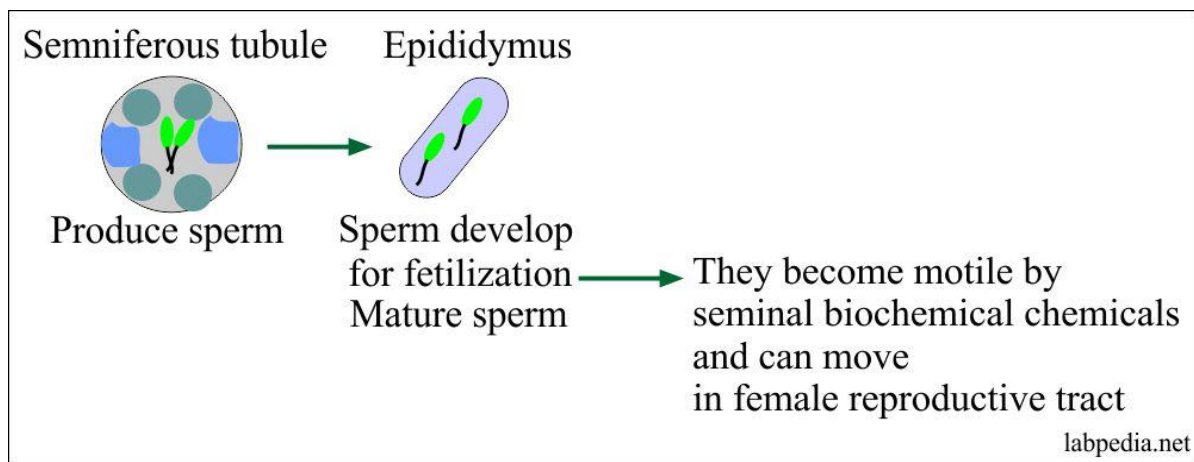 Semniferous tubule
Epididymus
Produce sperm
Sperm develop
for fetilization
Mature sperm
They become motile by
seminal biochemical chemicals
and can move
in female reproductive tract
labpedia.net